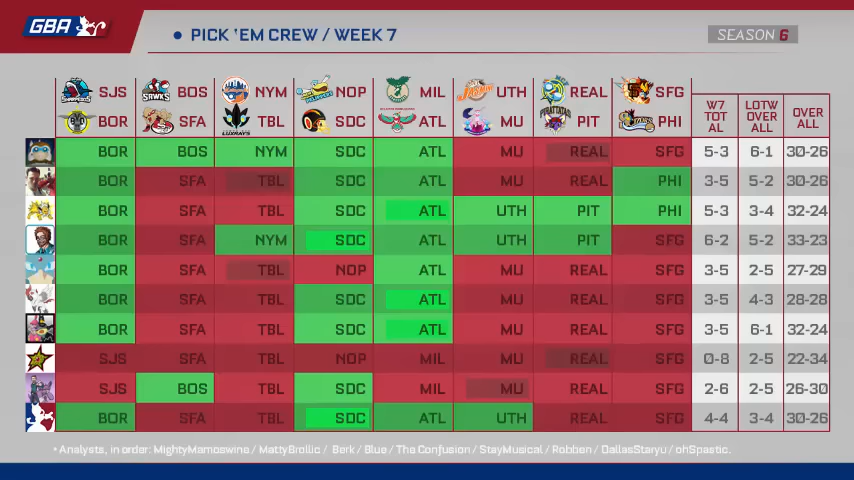 GBA
PICK 'EM CREW / WEEK 7
SEASON 6
SJS BOS NYM NOP MIL UTH REAL SFG
BOR SFA TBL SDC ATL MU PIT PHI
W7 TOT AL LOTW OVER ALL OVER ALL
BOR BOS NYM SDC ATL MU REAL SFG 5-3 6-1 30-26
BOR SFA TBL SDC ATL MU REAL PHI 3-5 5-2 30-26
BOR SFA TBL SDC ATL UTH PIT PHI 5-3 3-4 32-24
BOR SFA NYM SDC ATL UTH PIT SFG 6-2 5-2 33-23
BOR SFA TBL NOP ATL MU REAL SFG 3-5 2-5 27-29
BOR SFA TBL SDC ATL MU REAL SFG 3-5 4-3 28-28
BOR SFA TBL SDC ATL MU REAL SFG 3-5 6-1 32-24
SJS SFA TBL NOP MIL MU REAL SFG 0-8 2-5 22-34
SJS BOS TBL SDC MIL MU REAL SFG 2-6 2-5 26-30
BOR SFA TBL SDC ATL UTH REAL SFG 4-4 3-4 30-26
• Analysts, in order: MightyMamoswine / MattyBrollic / Berk / Blue / The Confusion / StayMusical / Robben / DallasStaryu / ohSpastic.